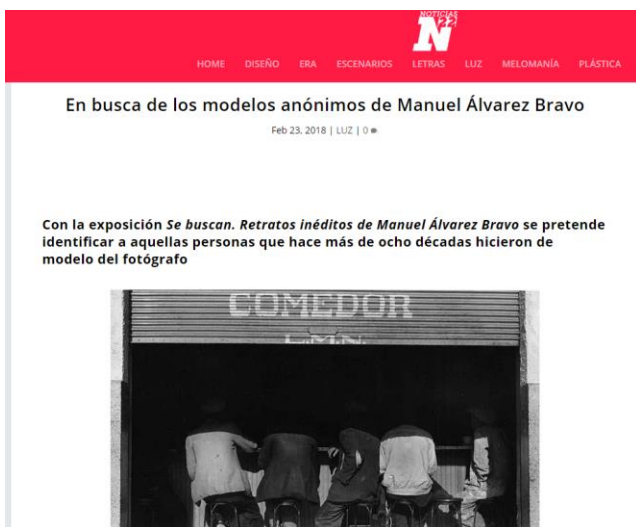 NOTICIAS
22
N
HOME DISEÑO ERA ESCENARIOS LETRAS LUZ MELOMANÍA PLÁSTICA
En busca de los modelos anónimos de Manuel Álvarez Bravo
Feb 23, 2018 | LUZ | 0
Con la exposición Se buscan. Retratos inéditos de Manuel Álvarez Bravo se pretende
identificar a aquellas personas que hace más de ocho décadas hicieron de
modelo del fotógrafo
COMEDOR
L.M.N.